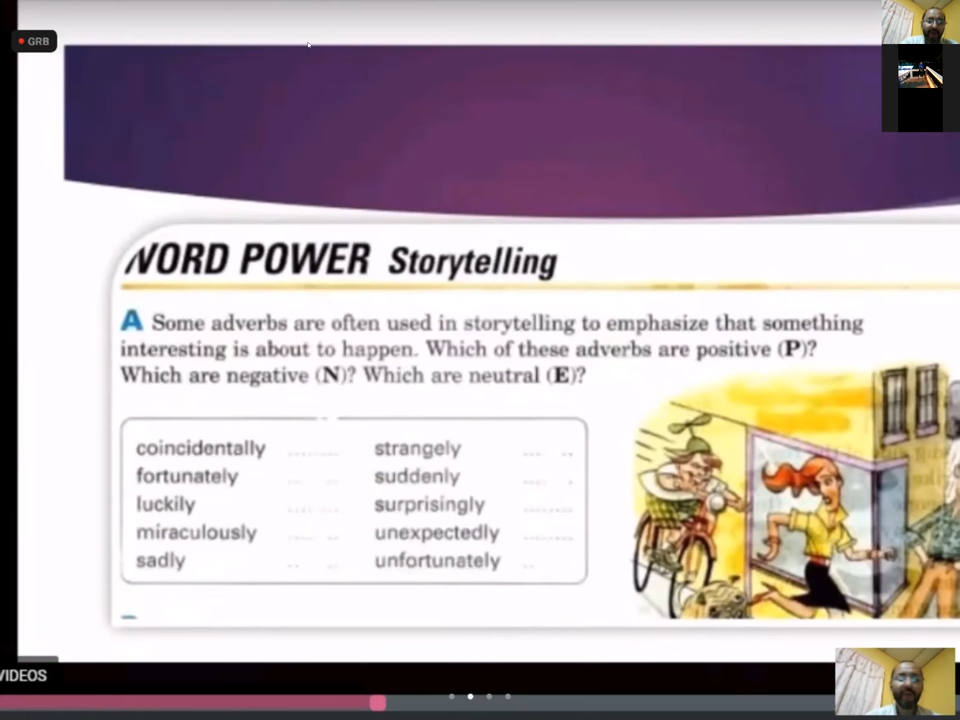 GRB
WORD POWER Storytelling
A Some adverbs are often used in storytelling to emphasize that something
interesting is about to happen. Which of these adverbs are positive (P)?
Which are negative (N)? Which are neutral (E)?
coincidentally
fortunately
luckily
miraculously
sadly
strangely
suddenly
surprisingly
unexpectedly
unfortunately
VIDEOS